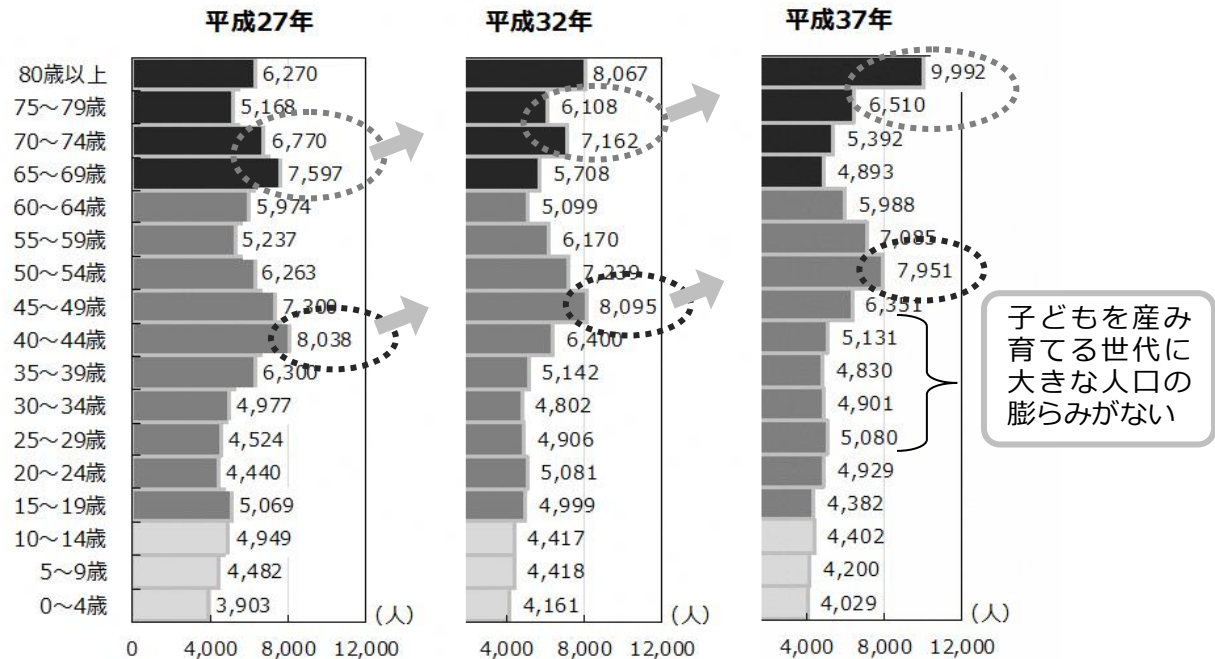 平成27年
平成32年
平成37年
80歳以上 6,270 8,067 9,992
75～79歳 5,168 6,108 6,510
70～74歳 6,770 7,162 5,392
65～69歳 7,597 5,708 4,893
60～64歳 5,974 5,099 5,988
55～59歳 5,237 6,170 7,085
50～54歳 6,263 7,239 7,951
45～49歳 7,309 8,095 6,351
40～44歳 8,038 6,400 5,131
35～39歳 6,300 5,142 4,830
30～34歳 4,977 4,802 4,901
25～29歳 4,524 4,906 5,080
20～24歳 4,440 5,081 4,929
15～19歳 5,069 4,999 4,382
10～14歳 4,949 4,417 4,402
5～9歳 4,482 4,418 4,200
0～4歳 3,903 4,161 4,029
(人) (人) (人)
0 4,000 8,000 12,000 4,000 8,000 12,000 4,000 8,000 12,000
子どもを産み
育てる世代に
大きな人口の
膨らみがない